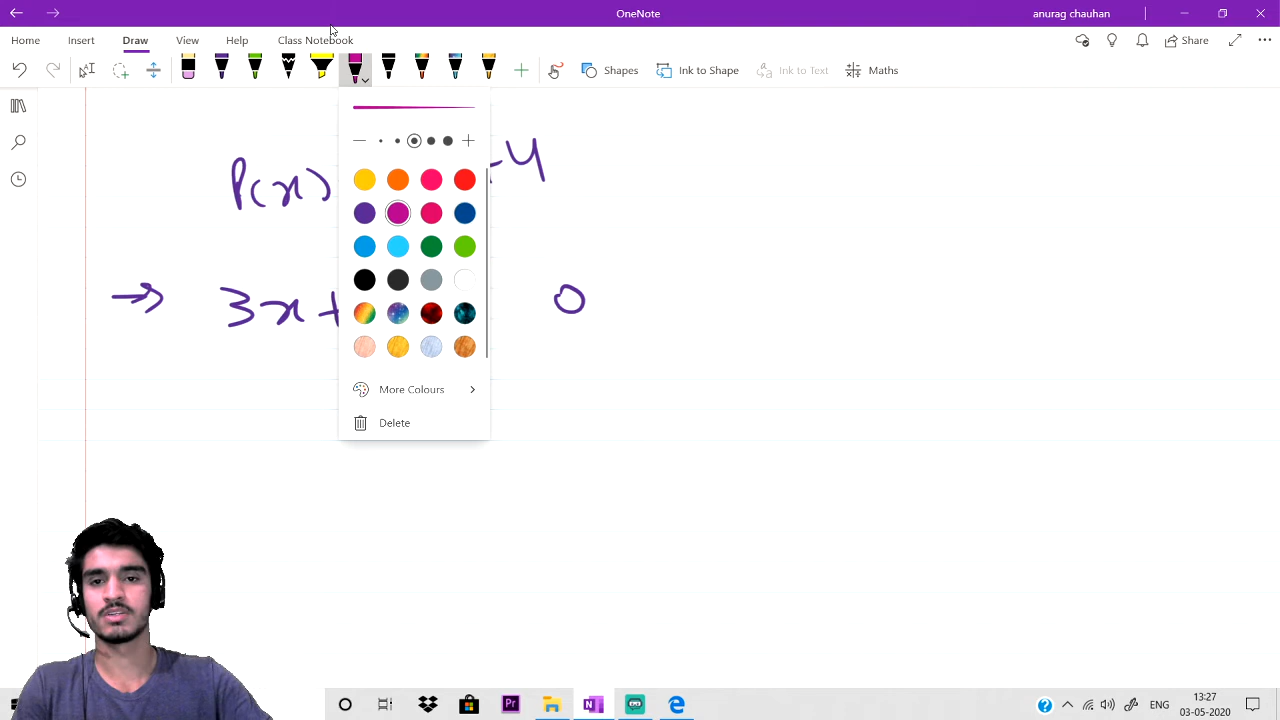 OneNote
anurag chauhan
Home Insert Draw View Help Class Notebook
Share
Shapes Ink to Shape Ink to Text Maths
P(x) -4
→ 3x+ 0
More Colours
Delete
Pr
N
ENG
13:27
03-05-2020